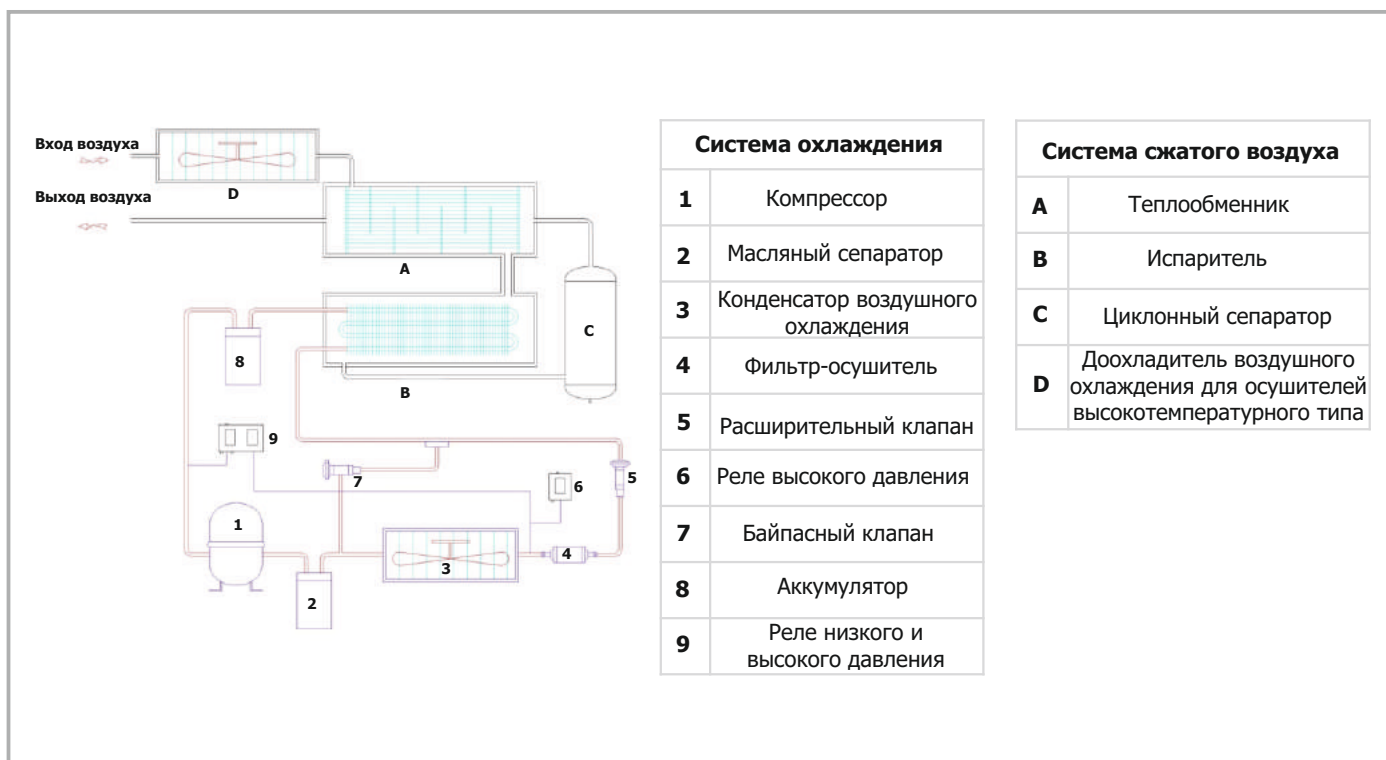 Вход воздуха
Выход воздуха
D
A
8
B
C
9
7
6
5
1
4
3
2
Система охлаждения
1 Компрессор
2 Масляный сепаратор
3 Конденсатор воздушного
охлаждения
4 Фильтр-осушитель
5 Расширительный клапан
6 Реле высокого давления
7 Байпасный клапан
8 Аккумулятор
9 Реле низкого и
высокого давления
Система сжатого воздуха
A Теплообменник
B Испаритель
C Циклонный сепаратор
D Доохладитель воздушного
охлаждения для осушителей
высокотемпературного типа